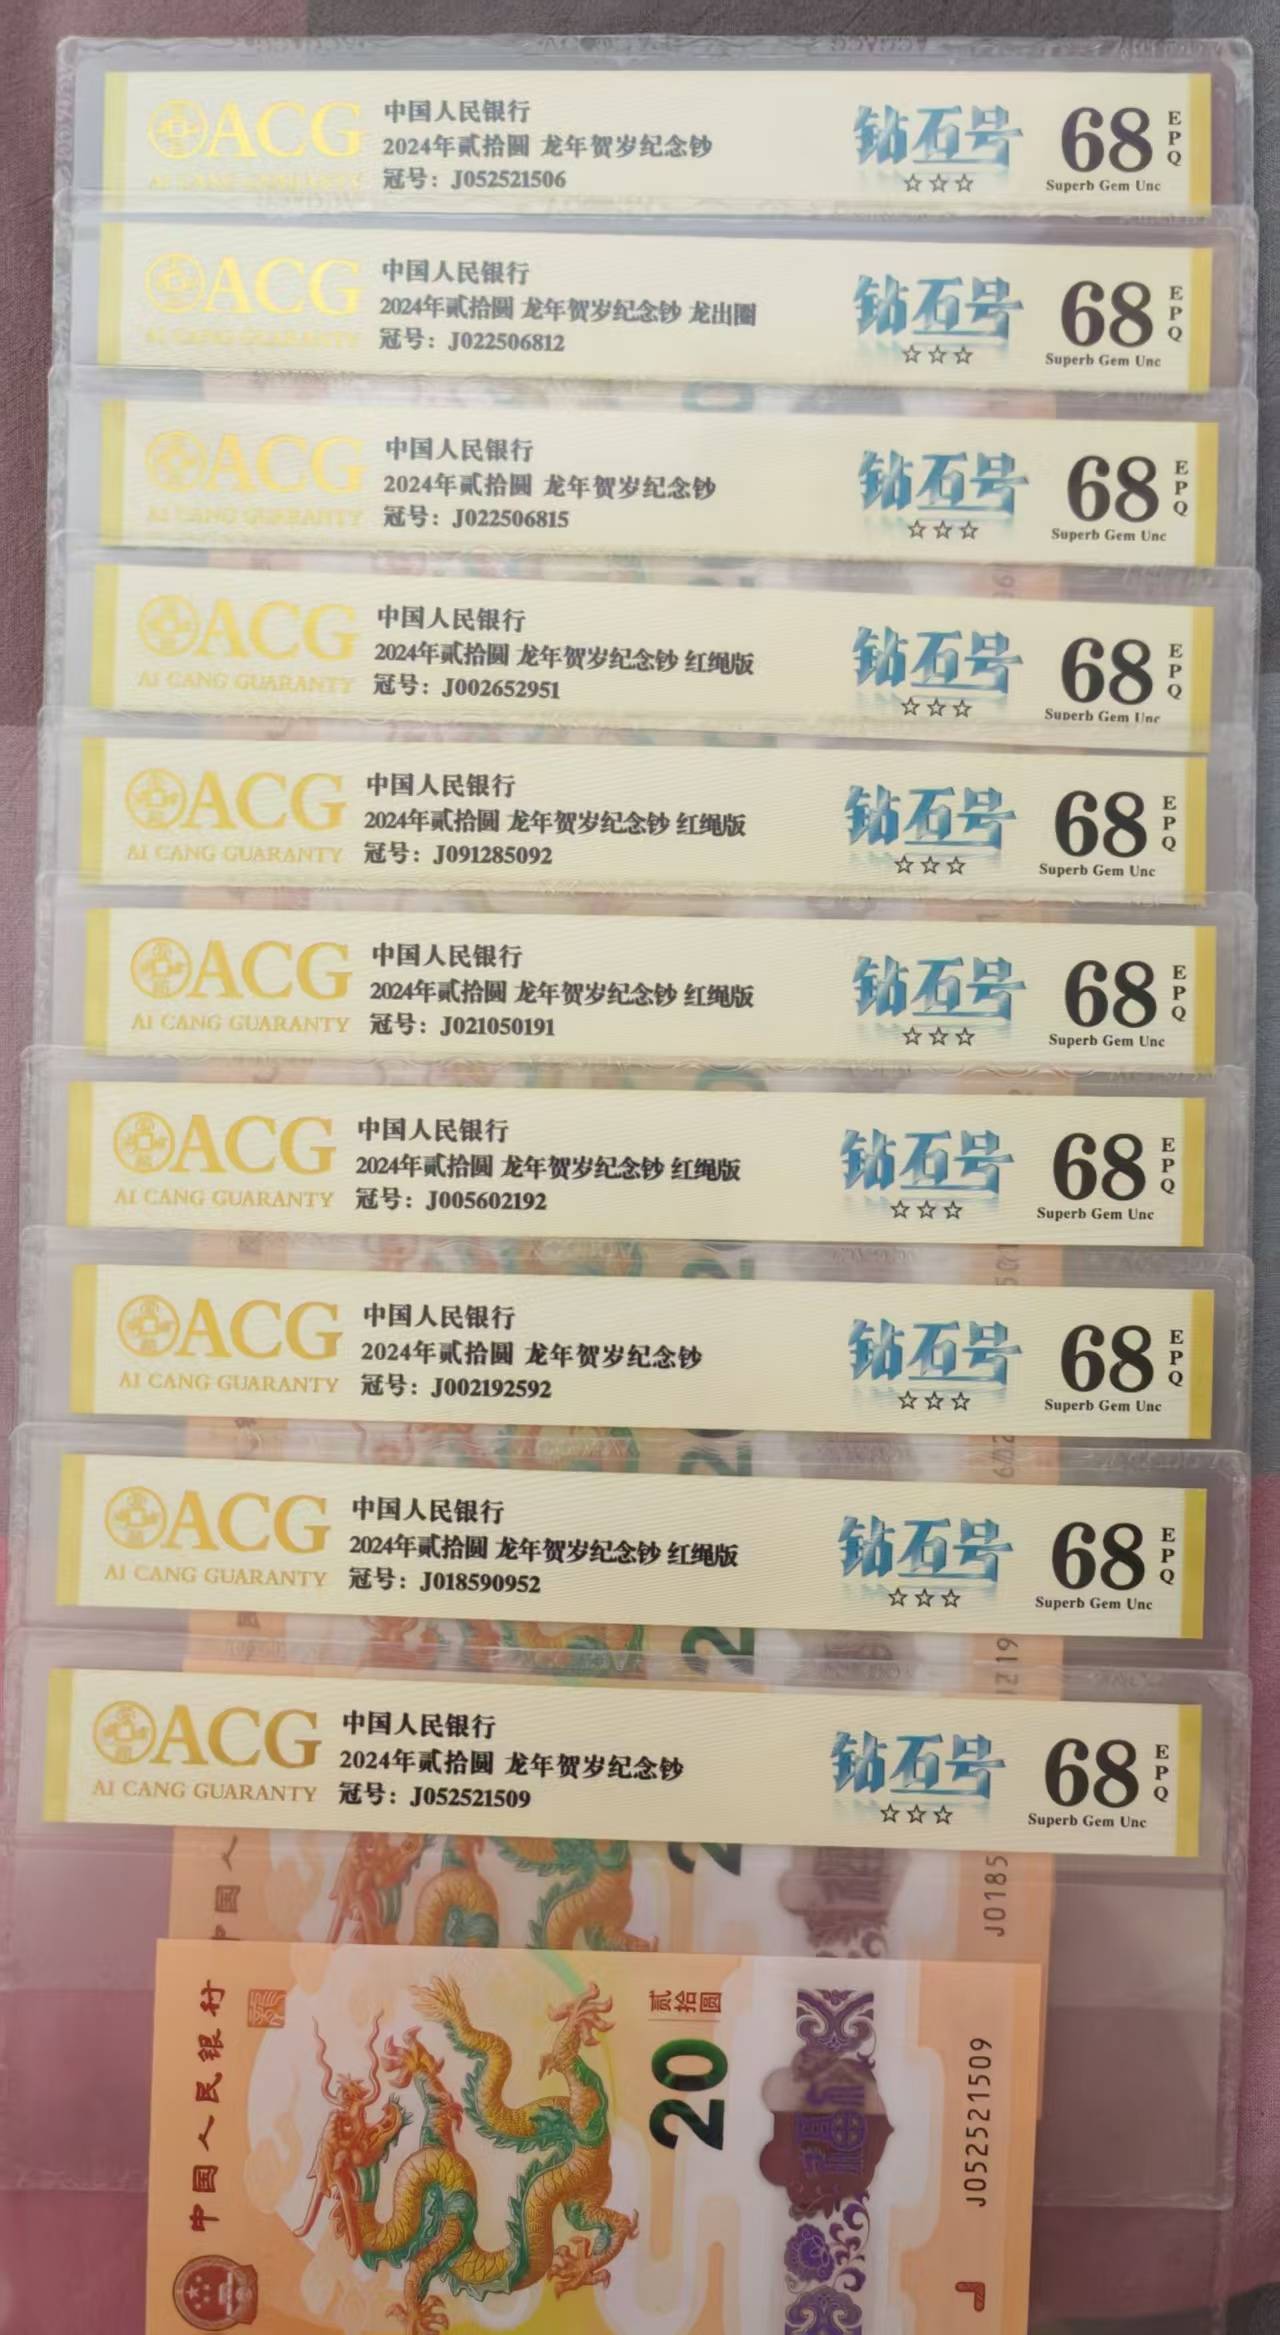 ACG
AI CANG GUARANTY
中国人民银行
2024年贰拾圆 龙年贺岁纪念钞
冠号：J052521506
钻石号
☆☆☆
68
EPQ
Superb Gem Unc
ACG
AI CANG GUARANTY
中国人民银行
2024年贰拾圆 龙年贺岁纪念钞 龙出圈
冠号：J022506812
钻石号
☆☆☆
68
EPQ
Superb Gem Unc
ACG
AI CANG GUARANTY
中国人民银行
2024年贰拾圆 龙年贺岁纪念钞
冠号：J022506815
钻石号
☆☆☆
68
EPQ
Superb Gem Unc
ACG
AI CANG GUARANTY
中国人民银行
2024年贰拾圆 龙年贺岁纪念钞 红绳版
冠号：J002652951
钻石号
☆☆☆
68
EPQ
Superb Gem Unc
ACG
AI CANG GUARANTY
中国人民银行
2024年贰拾圆 龙年贺岁纪念钞 红绳版
冠号：J091285092
钻石号
☆☆☆
68
EPQ
Superb Gem Unc
ACG
AI CANG GUARANTY
中国人民银行
2024年贰拾圆 龙年贺岁纪念钞 红绳版
冠号：J021050191
钻石号
☆☆☆
68
EPQ
Superb Gem Unc
ACG
AI CANG GUARANTY
中国人民银行
2024年贰拾圆 龙年贺岁纪念钞 红绳版
冠号：J005602192
钻石号
☆☆☆
68
EPQ
Superb Gem Unc
ACG
AI CANG GUARANTY
中国人民银行
2024年贰拾圆 龙年贺岁纪念钞
冠号：J002192592
钻石号
☆☆☆
68
EPQ
Superb Gem Unc
ACG
AI CANG GUARANTY
中国人民银行
2024年贰拾圆 龙年贺岁纪念钞 红绳版
冠号：J018590952
钻石号
☆☆☆
68
EPQ
Superb Gem Unc
ACG
AI CANG GUARANTY
中国人民银行
2024年贰拾圆 龙年贺岁纪念钞
冠号：J052521509
钻石号
☆☆☆
68
EPQ
Superb Gem Unc
中国人
J0185
中国人民银行
贰拾圆
20
福
J052521509